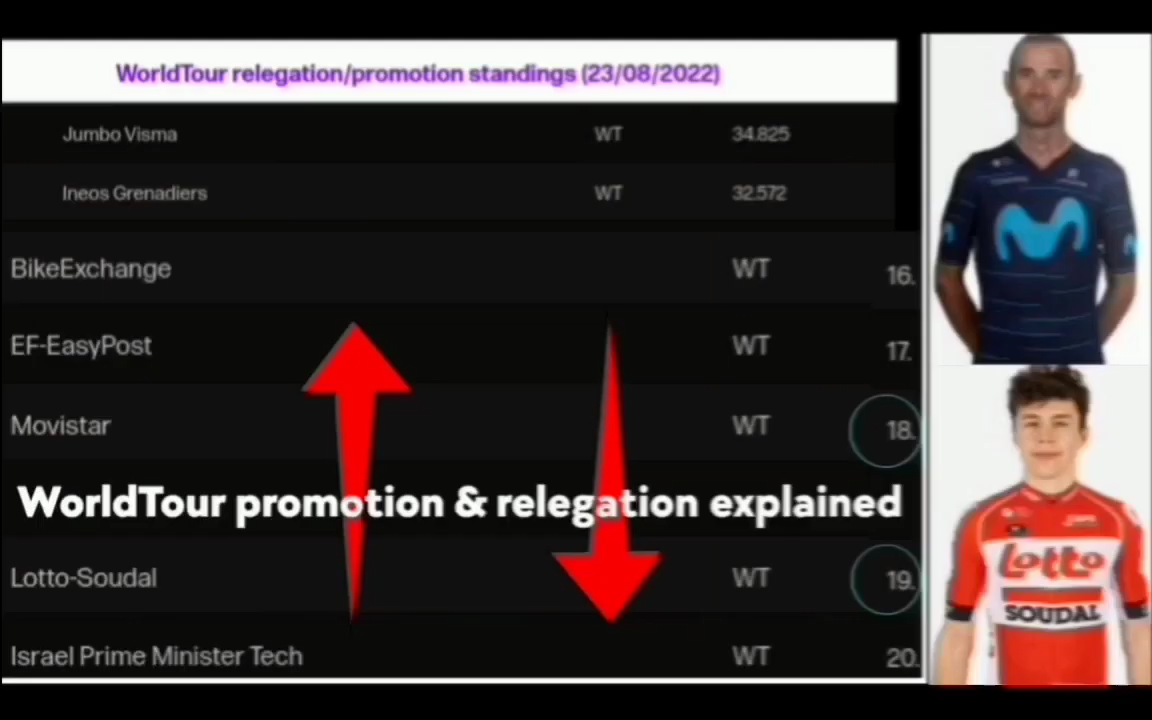 WorldTour relegation/promotion standings (23/08/2022)
Jumbo Visma WT 34.825
Ineos Grenadiers WT 32.572
BikeExchange WT 16.
EF-EasyPost WT 17.
Movistar WT 18.
WorldTour promotion & relegation explained
Lotto-Soudal WT 19.
Israel Prime Minister Tech WT 20.
Lotto
SOUDAL